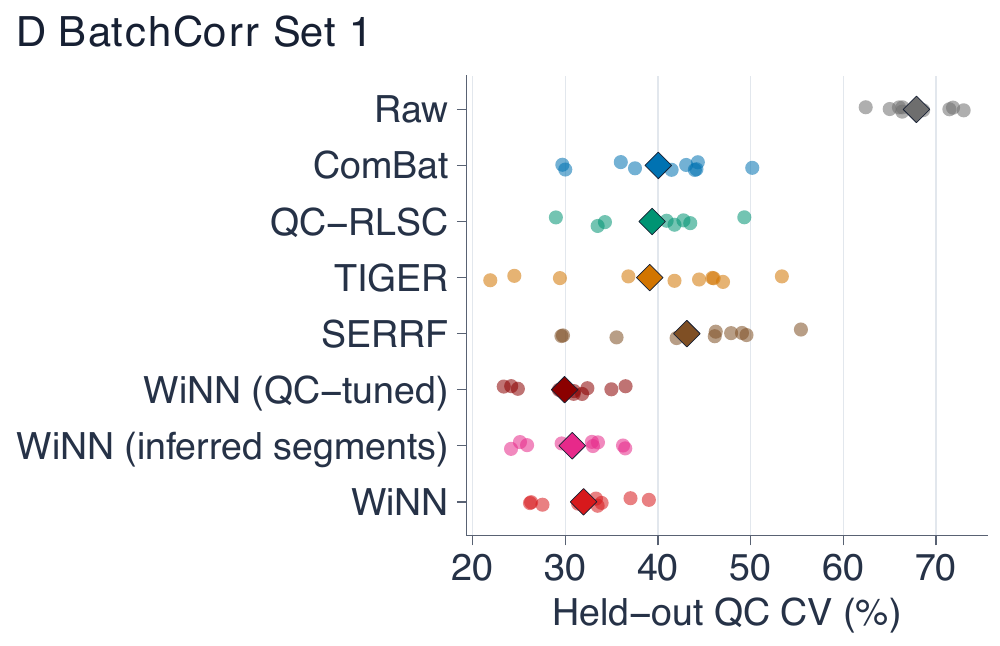 D BatchCorr Set 1
Raw
ComBat
QC−RLSC
TIGER
SERRF
WiNN (QC−tuned)
WiNN (inferred segments)
WiNN
20 30 40 50 60 70
Held−out QC CV (%)